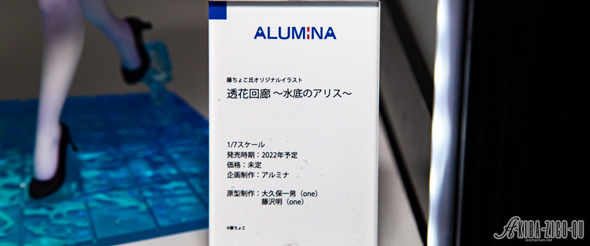 ALUMINA
藤ちょこ氏オリジナルイラスト
透花回廊 ～水底のアリス～
1/7スケール
発売時期：2022年予定
価格：未定
企画制作：アルミナ
原型制作：大久保一男（one）
藤沢明（one）
©藤ちょこ
AKIBA-ZIGO-QU